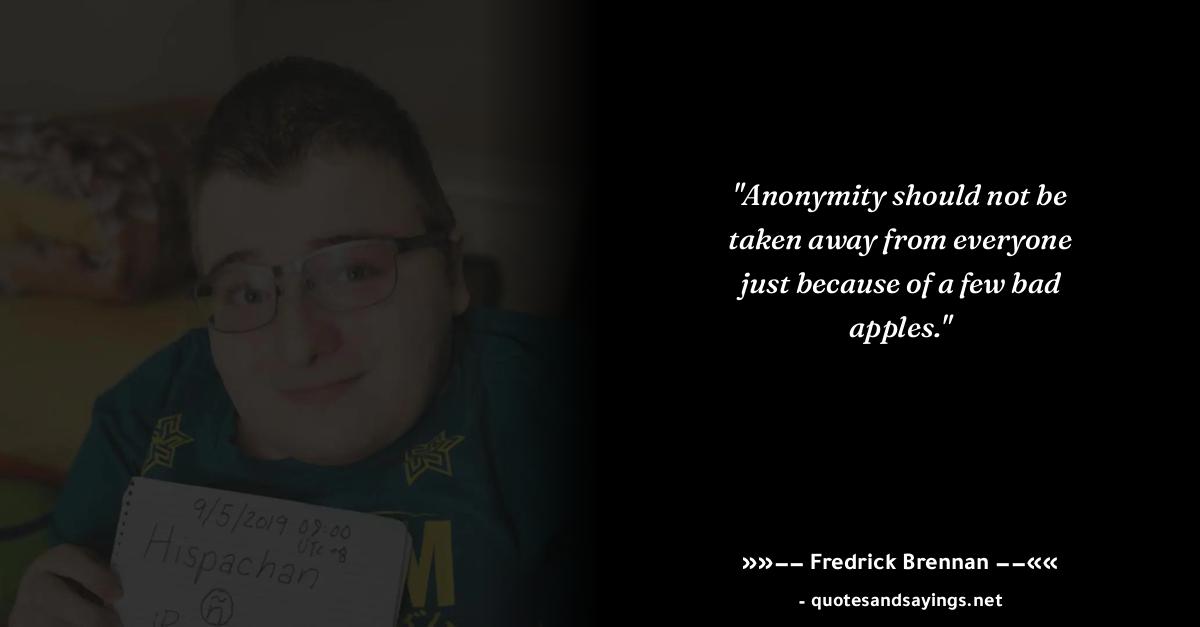 "Anonymity should not be
taken away from everyone
just because of a few bad
apples."
»»–– Fredrick Brennan ––««
- quotesandsayings.net
9/5/2019 09:00
UTC +8
Hispachan
ñ
M